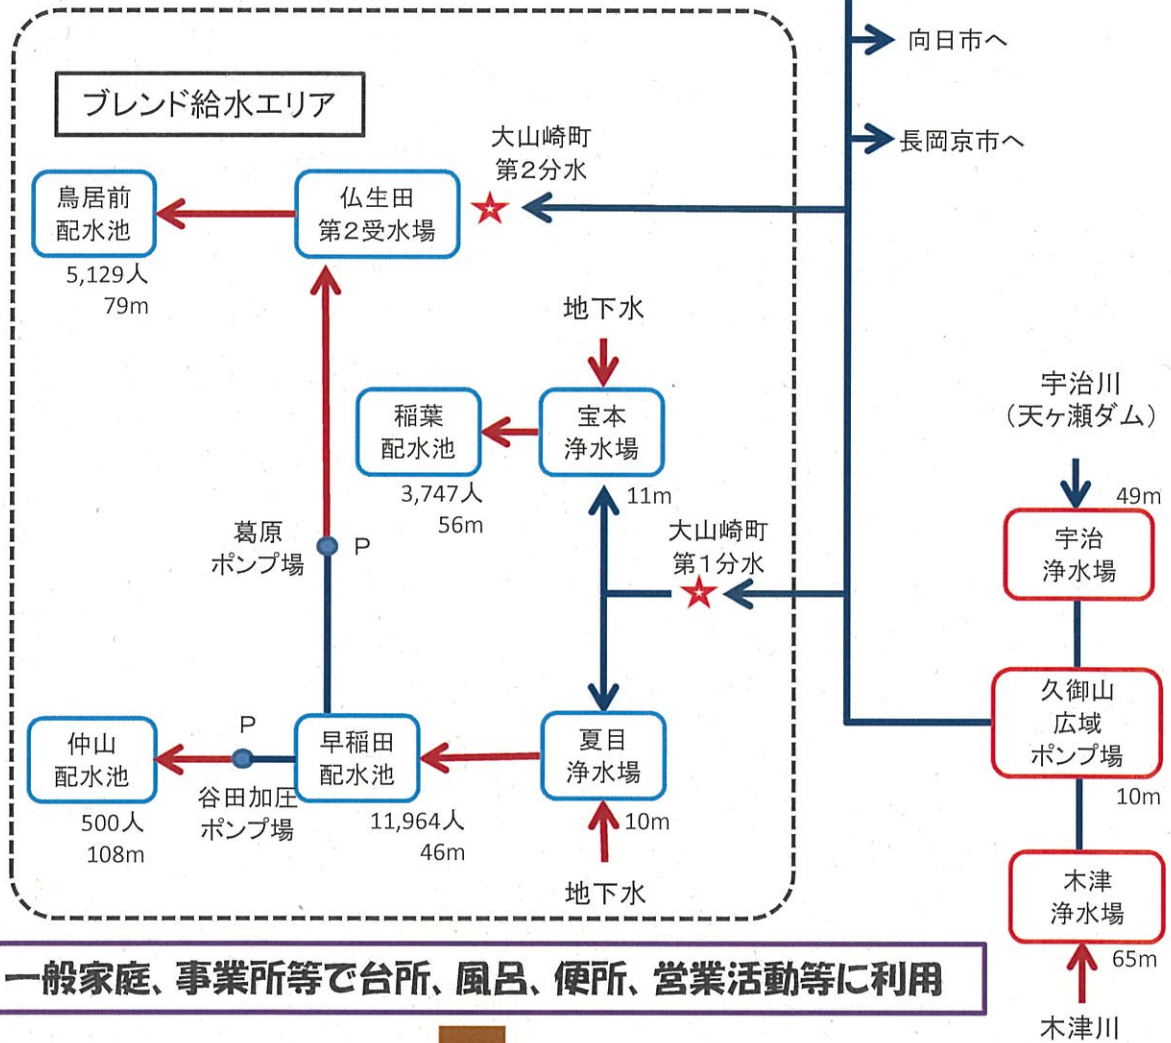 向日市へ
長岡京市へ
ブレンド給水エリア
大山崎町
第2分水
鳥居前
配水池
5,129人
79m
仏生田
第2受水場
地下水
稲葉
配水池
3,747人
56m
宝本
浄水場
11m
大山崎町
第1分水
葛原
ポンプ場
P
宇治川
（天ヶ瀬ダム）
49m
宇治
浄水場
久御山
広域
ポンプ場
10m
木津
浄水場
65m
木津川
P
仲山
配水池
500人
108m
谷田加圧
ポンプ場
早稲田
配水池
11,964人
46m
夏目
浄水場
10m
地下水
一般家庭、事業所等で台所、風呂、便所、営業活動等に利用